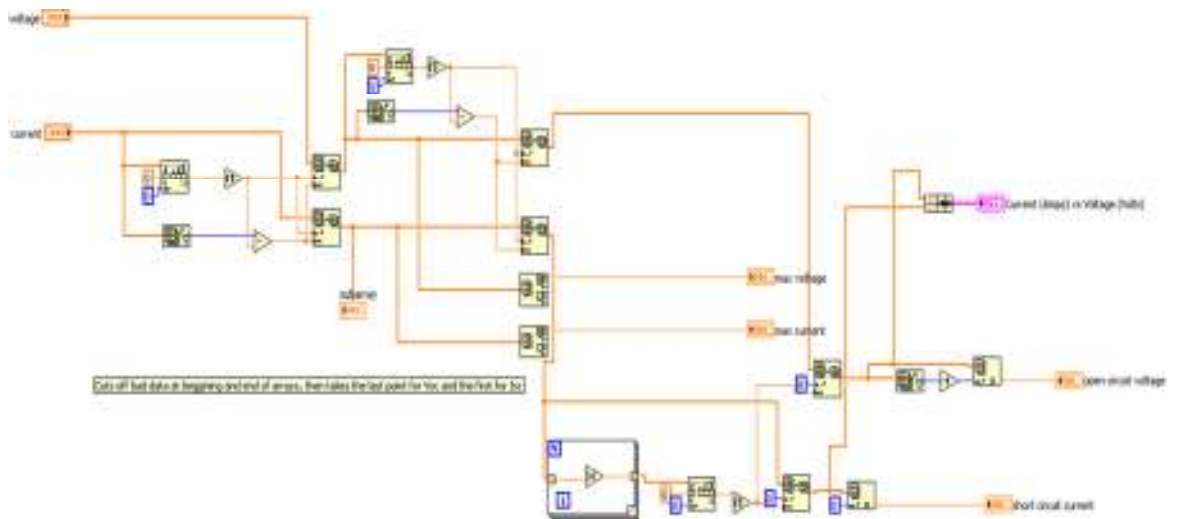 voltage
current
subarray
max voltage
max current
Current (Amps) vs Voltage (Volts)
Cuts off bad data at beggining and end of arrays, then takes the last point for Voc and the first for Isc
open circuit voltage
short circuit current